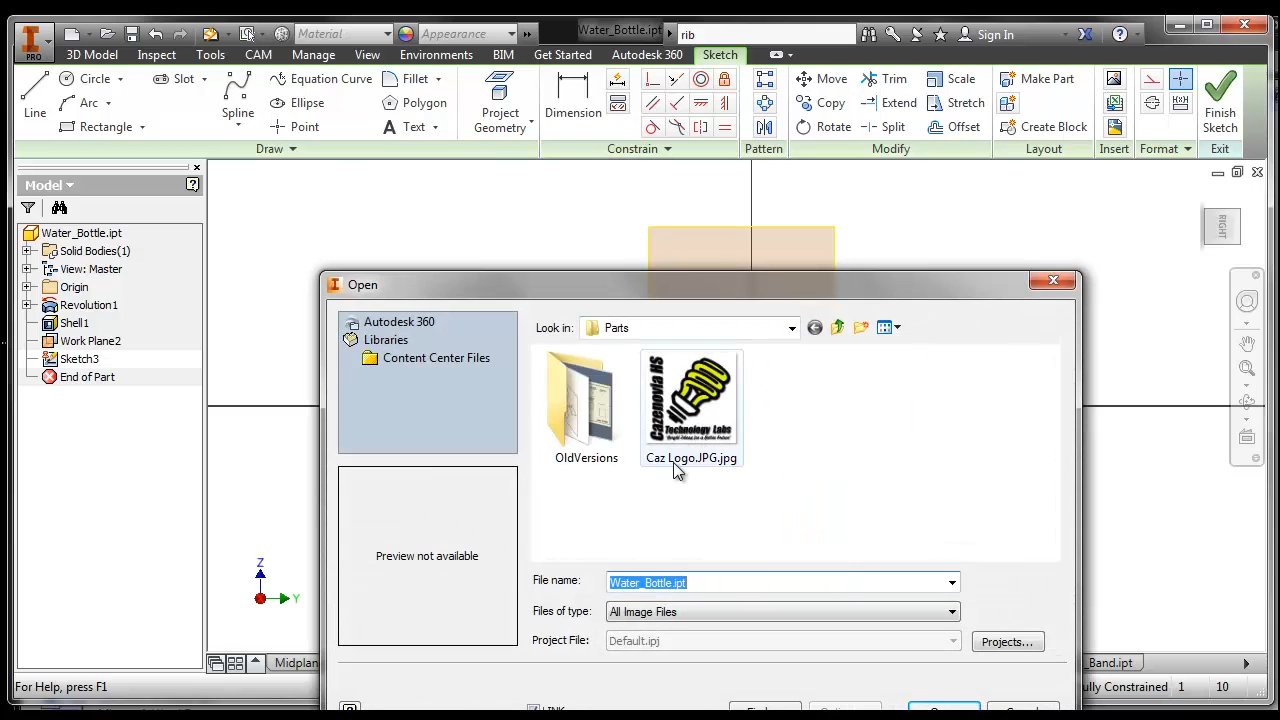 PRO
Material
Appearance
Water_Bottle.ipt
rib
Sign In
3D Model Inspect Tools CAM Manage View Environments BIM Get Started Autodesk 360 Sketch
Line
Circle
Arc
Rectangle
Slot
Spline
Equation Curve
Ellipse
Point
Fillet
Polygon
Text
Project
Geometry
Dimension
Move
Copy
Rotate
Trim
Extend
Split
Scale
Stretch
Offset
Make Part
Create Block
Finish
Sketch
Draw Constrain Pattern Modify Layout Insert Format Exit
Model
Water_Bottle.ipt
Solid Bodies(1)
View: Master
Origin
Revolution1
Shell1
Work Plane2
Sketch3
End of Part
RIGHT
Z
Y
Open
Autodesk 360
Libraries
Content Center Files
Look in: Parts
OldVersions
Cazenovia HS
Technology Labs
Caz Logo.JPG.jpg
Preview not available
File name: Water_Bottle.ipt
Files of type: All Image Files
Project File: Default.ipj
Projects...
_Band.ipt
For Help, press F1
1 10